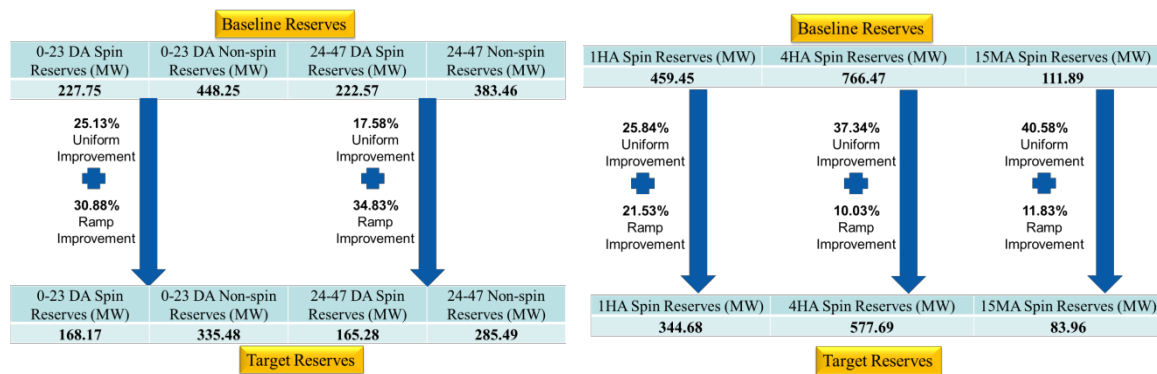 Baseline Reserves
0-23 DA Spin Reserves (MW) 0-23 DA Non-spin Reserves (MW) 24-47 DA Spin Reserves (MW) 24-47 Non-spin Reserves (MW)
227.75 448.25 222.57 383.46
25.13%
Uniform
Improvement
30.88%
Ramp
Improvement
17.58%
Uniform
Improvement
34.83%
Ramp
Improvement
0-23 DA Spin Reserves (MW) 0-23 DA Non-spin Reserves (MW) 24-47 DA Spin Reserves (MW) 24-47 Non-spin Reserves (MW)
168.17 335.48 165.28 285.49
Target Reserves
Baseline Reserves
1HA Spin Reserves (MW) 4HA Spin Reserves (MW) 15MA Spin Reserves (MW)
459.45 766.47 111.89
25.84%
Uniform
Improvement
21.53%
Ramp
Improvement
37.34%
Uniform
Improvement
10.03%
Ramp
Improvement
40.58%
Uniform
Improvement
11.83%
Ramp
Improvement
1HA Spin Reserves (MW) 4HA Spin Reserves (MW) 15MA Spin Reserves (MW)
344.68 577.69 83.96
Target Reserves